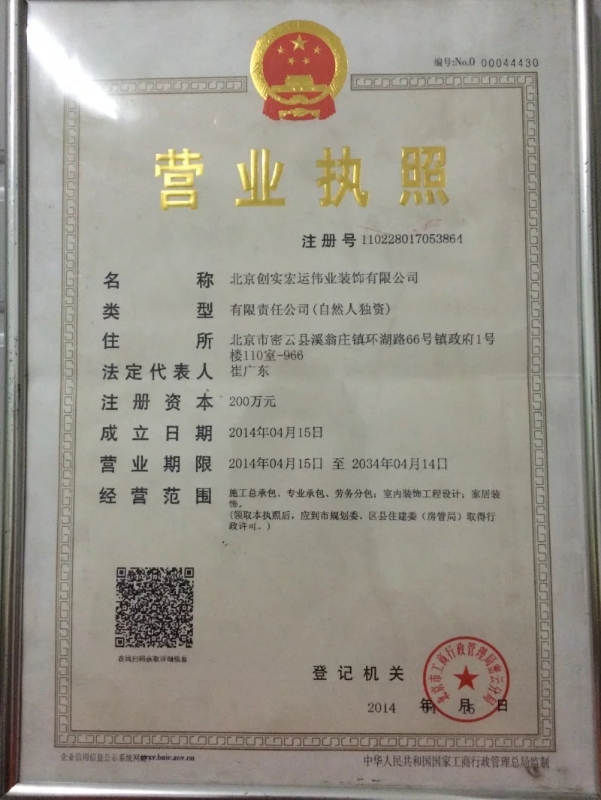 编号:No.0 00044430
营业执照
注册号 110228017053864
名称 北京创实宏运伟业装饰有限公司
类型 有限责任公司(自然人独资)
住所 北京市密云县溪翁庄镇环湖路66号镇政府1号
楼110室-966
法定代表人 崔广东
注册资本 200万元
成立日期 2014年04月15日
营业期限 2014年04月15日 至 2034年04月14日
经营范围 施工总承包、专业承包、劳务分包；室内装饰工程设计；家居装
饰。
(领取本执照后，应到市规划委、区县住建委（房管局）取得行
政许可。)
在线扫码获取详细信息
登记机关
北京市工商行政管理局密云分局
2014 年 月 15 日
企业信用信息公示系统网址:
中华人民共和国国家工商行政管理总局监制